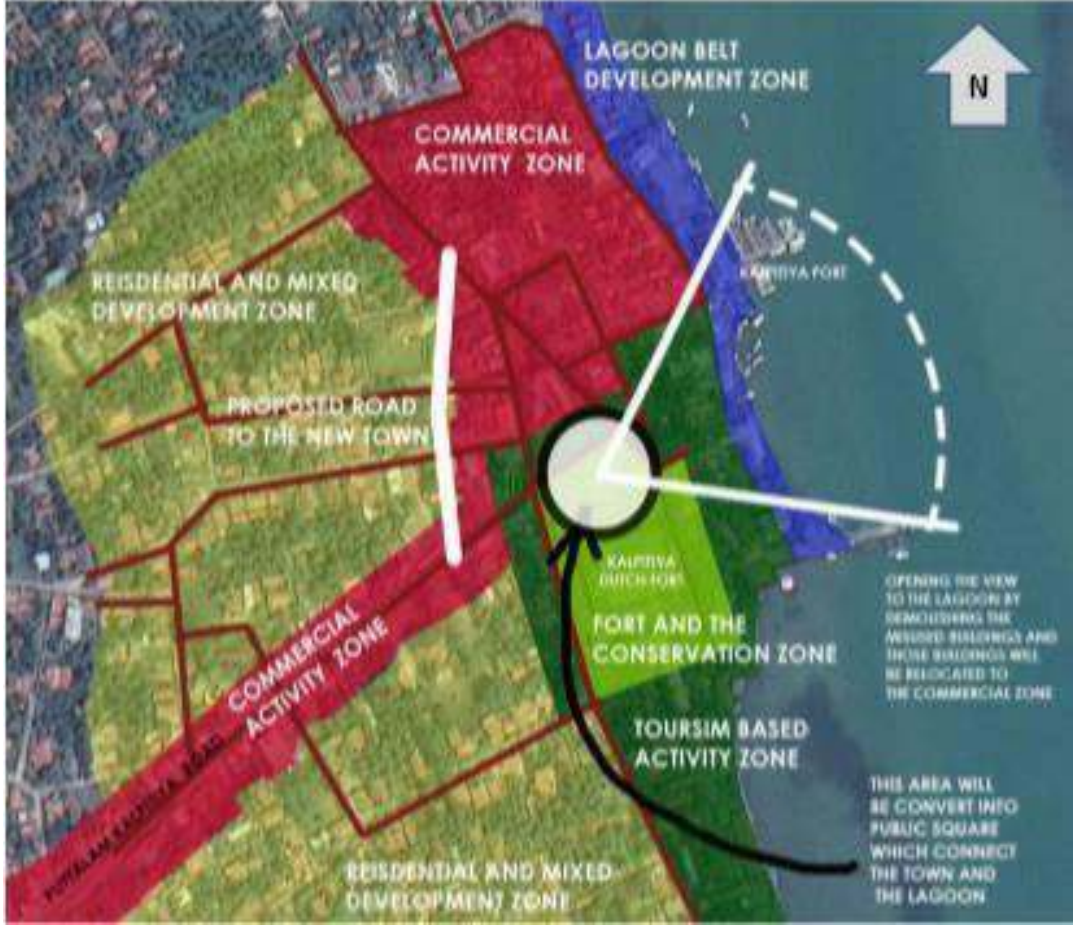 LAGOON BELT
DEVELOPMENT ZONE
N
COMMERCIAL
ACTIVITY ZONE
KALPITIYA FORT
REISDENTIAL AND MIXED
DEVELOPMENT ZONE
PROPOSED ROAD
TO THE NEW TOWN
KALPITIYA
DUTCH FORT
FORT AND THE
CONSERVATION ZONE
OPENING THE VIEW
TO THE LAGOON BY
DEMOLISHING THE
MISUSED BUILDINGS AND
THOSE BUILDINGS WILL
BE RELOCATED TO
THE COMMERCIAL ZONE
COMMERCIAL
ACTIVITY ZONE
TOURSIM BASED
ACTIVITY ZONE
PUTTALAM KALPITIYA ROAD
THIS AREA WILL
BE CONVERT INTO
PUBLIC SQUARE
WHICH CONNECT
THE TOWN AND
THE LAGOON
REISDENTIAL AND MIXED
DEVELOPMENT ZONE